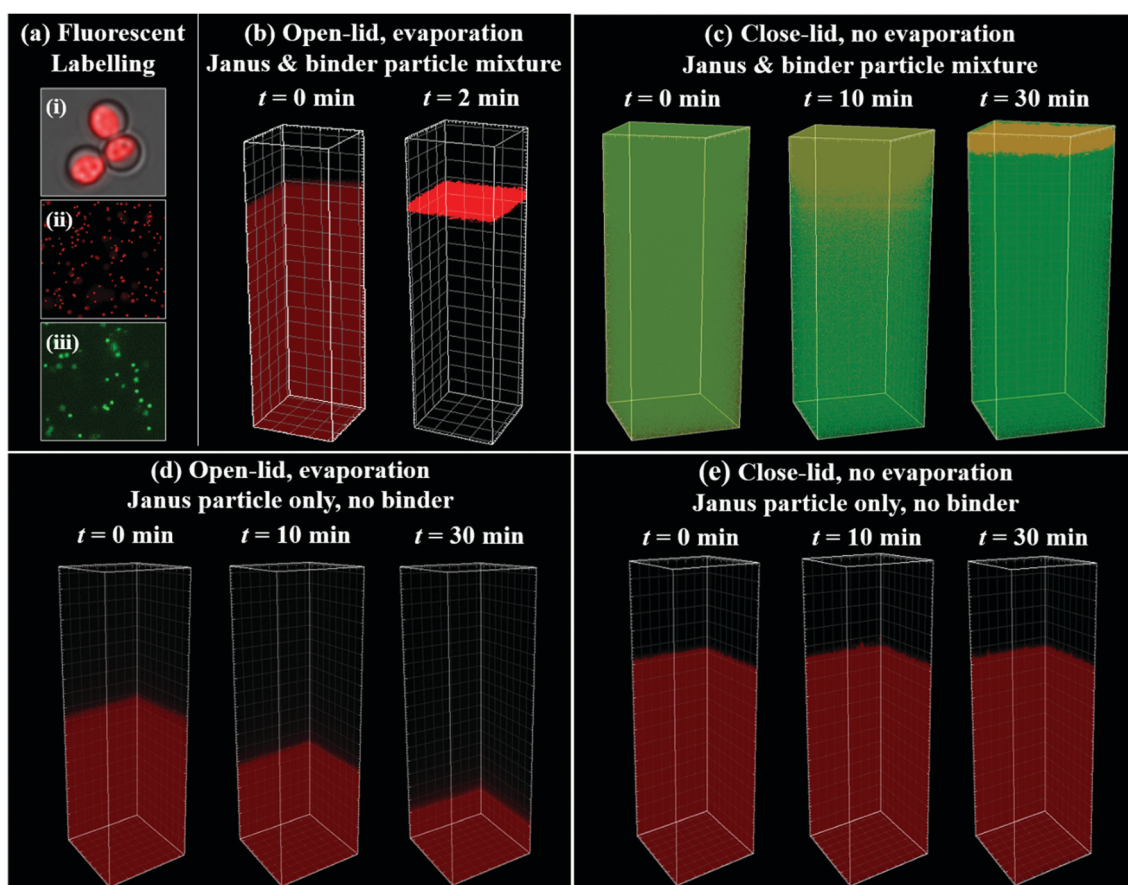 (a) Fluorescent
Labelling
(i)
(ii)
(iii)
(b) Open-lid, evaporation
Janus & binder particle mixture
t = 0 min t = 2 min
(c) Close-lid, no evaporation
Janus & binder particle mixture
t = 0 min t = 10 min t = 30 min
(d) Open-lid, evaporation
Janus particle only, no binder
t = 0 min t = 10 min t = 30 min
(e) Close-lid, no evaporation
Janus particle only, no binder
t = 0 min t = 10 min t = 30 min